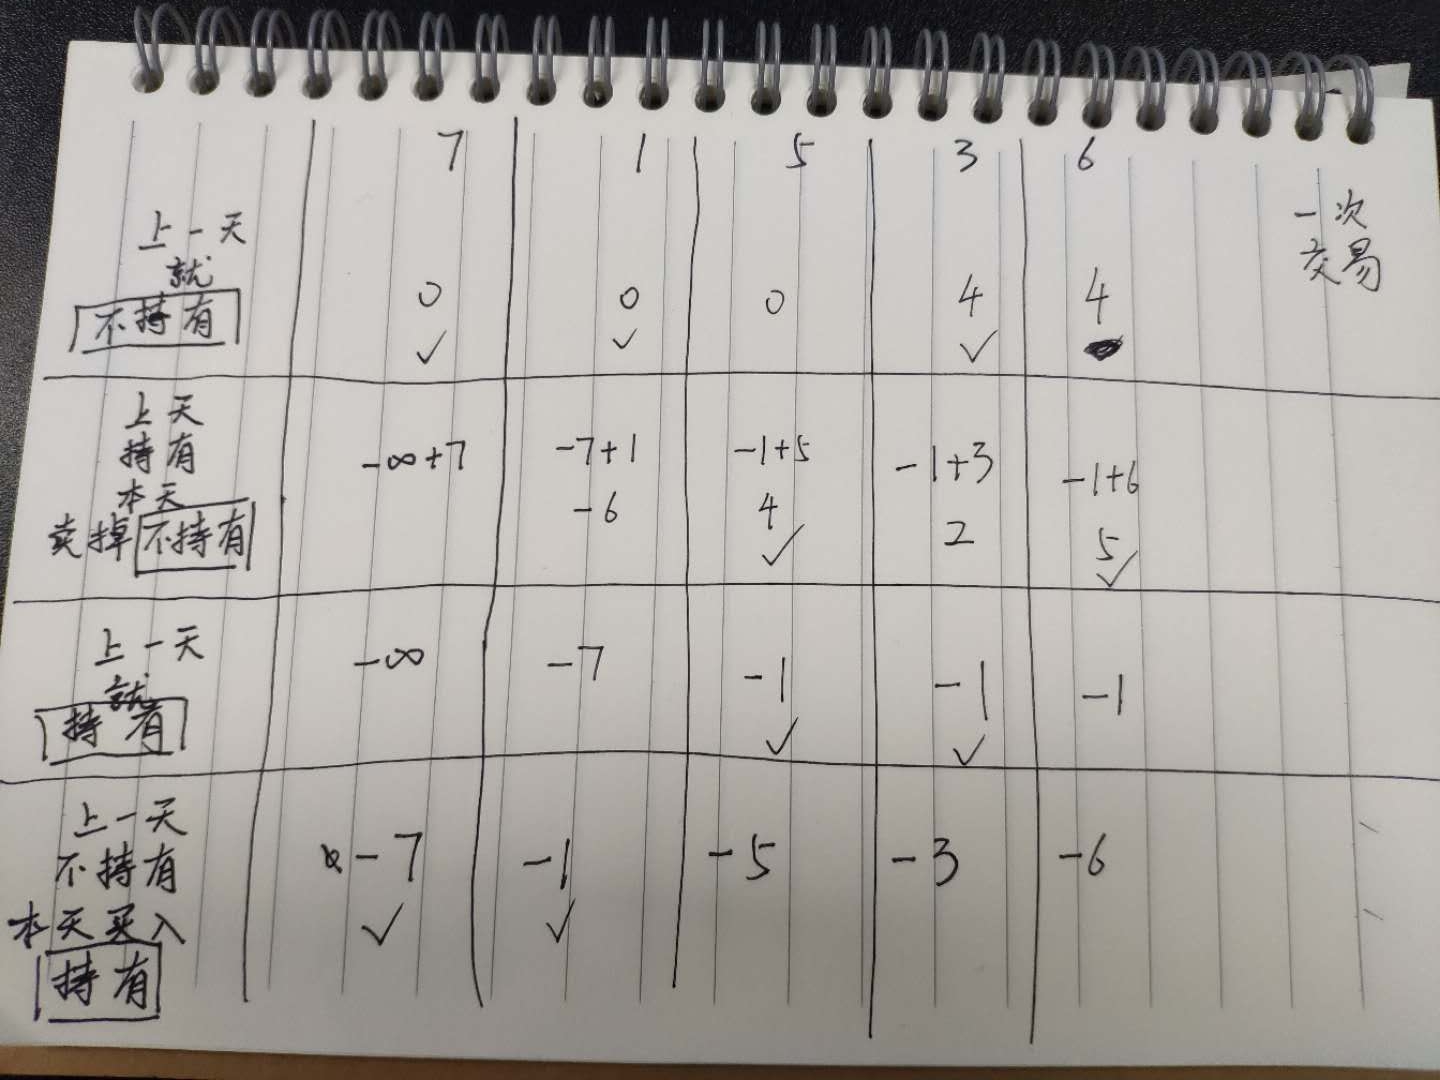 7 1 5 3 6
一次
交易
上一天
就
不持有
0 0 0 4 4
✓ ✓ ✓
上天
持有
本天
卖掉不持有
-∞+7 -7+1 -1+5 -1+3 -1+6
-6 4 2 5
✓ ✓
上一天
就
持有
-∞ -7 -1 -1 -1
✓ ✓
上一天
不持有
本天买入
持有
-7 -1 -5 -3 -6
✓ ✓